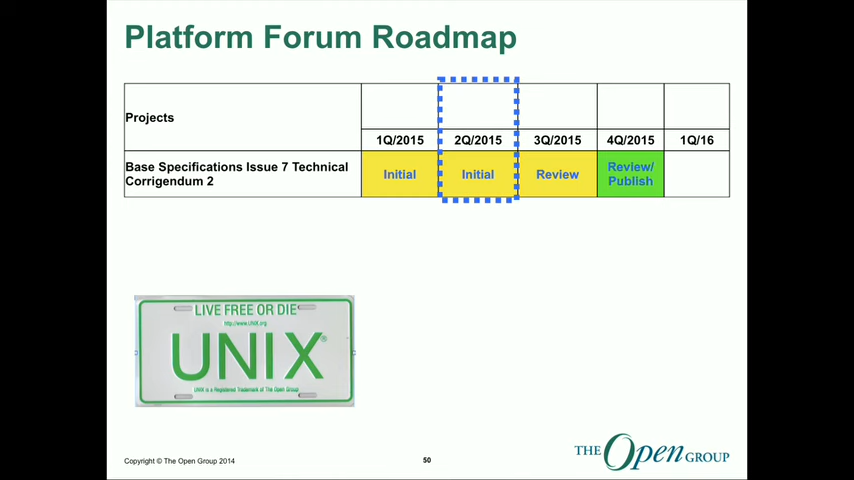 Platform Forum Roadmap
Projects
1Q/2015 2Q/2015 3Q/2015 4Q/2015 1Q/16
Base Specifications Issue 7 Technical
Corrigendum 2
Initial Initial Review Review/
Publish
LIVE FREE OR DIE
http://www.UNIX.org
UNIX®
UNIX is a Registered Trademark of The Open Group
Copyright © The Open Group 2014
50
THE Open GROUP